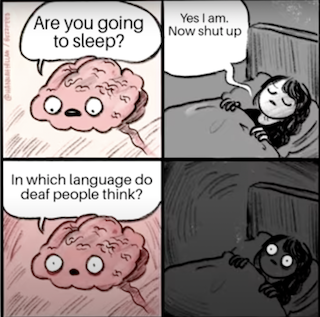 Are you going
to sleep?
Yes I am.
Now shut up
In which language do
deaf people think?